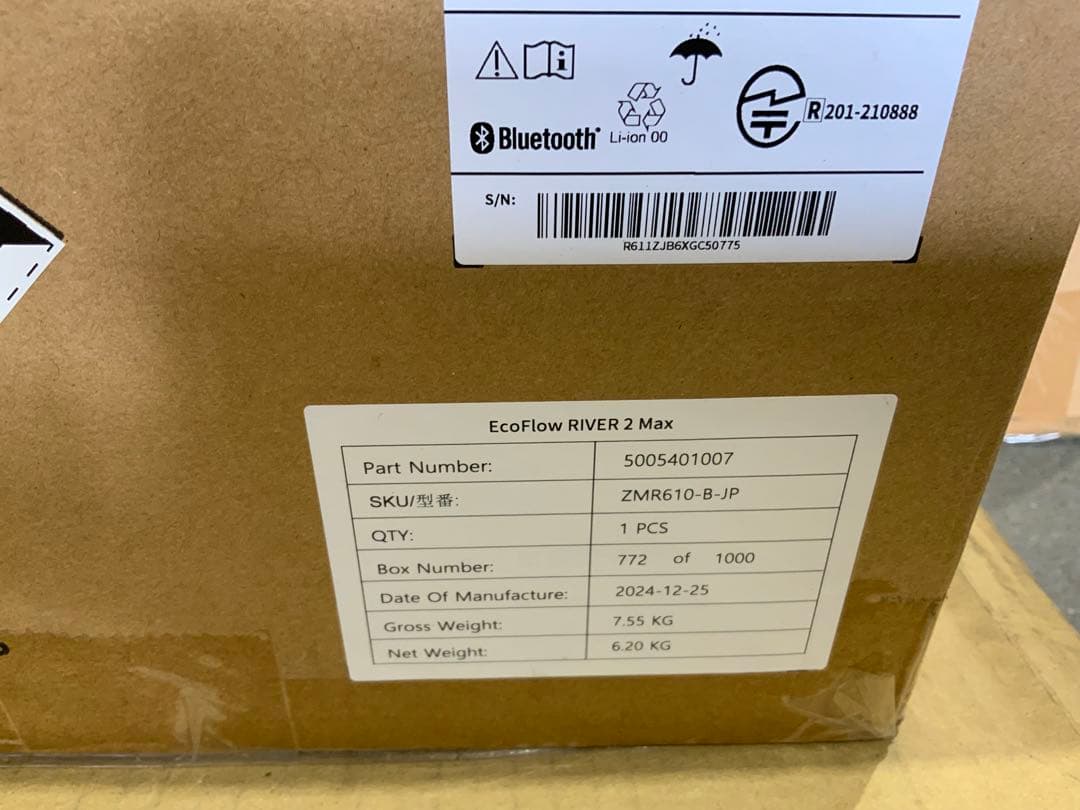 Bluetooth®
Li-ion 00
R 201-210888
S/N:
R611ZJB6XGC50775
EcoFlow RIVER 2 Max
Part Number: 5005401007
SKU/型番: ZMR610-B-JP
QTY: 1 PCS
Box Number: 772 of 1000
Date Of Manufacture: 2024-12-25
Gross Weight: 7.55 KG
Net Weight: 6.20 KG